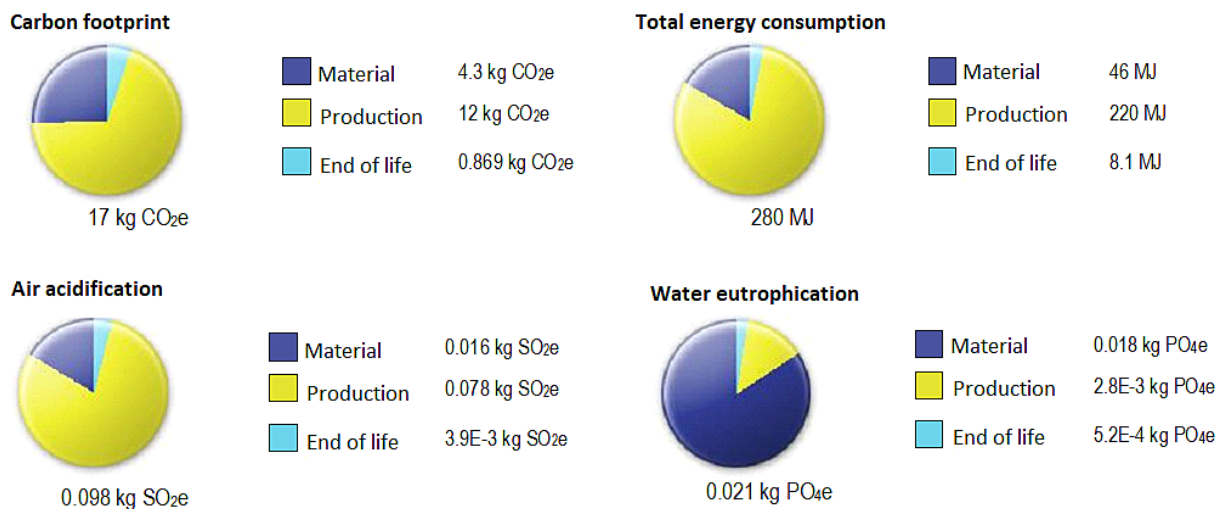 Carbon footprint
Material 4.3 kg CO₂e
Production 12 kg CO₂e
End of life 0.869 kg CO₂e
17 kg CO₂e
Total energy consumption
Material 46 MJ
Production 220 MJ
End of life 8.1 MJ
280 MJ
Air acidification
Material 0.016 kg SO₂e
Production 0.078 kg SO₂e
End of life 3.9E-3 kg SO₂e
0.098 kg SO₂e
Water eutrophication
Material 0.018 kg PO₄e
Production 2.8E-3 kg PO₄e
End of life 5.2E-4 kg PO₄e
0.021 kg PO₄e